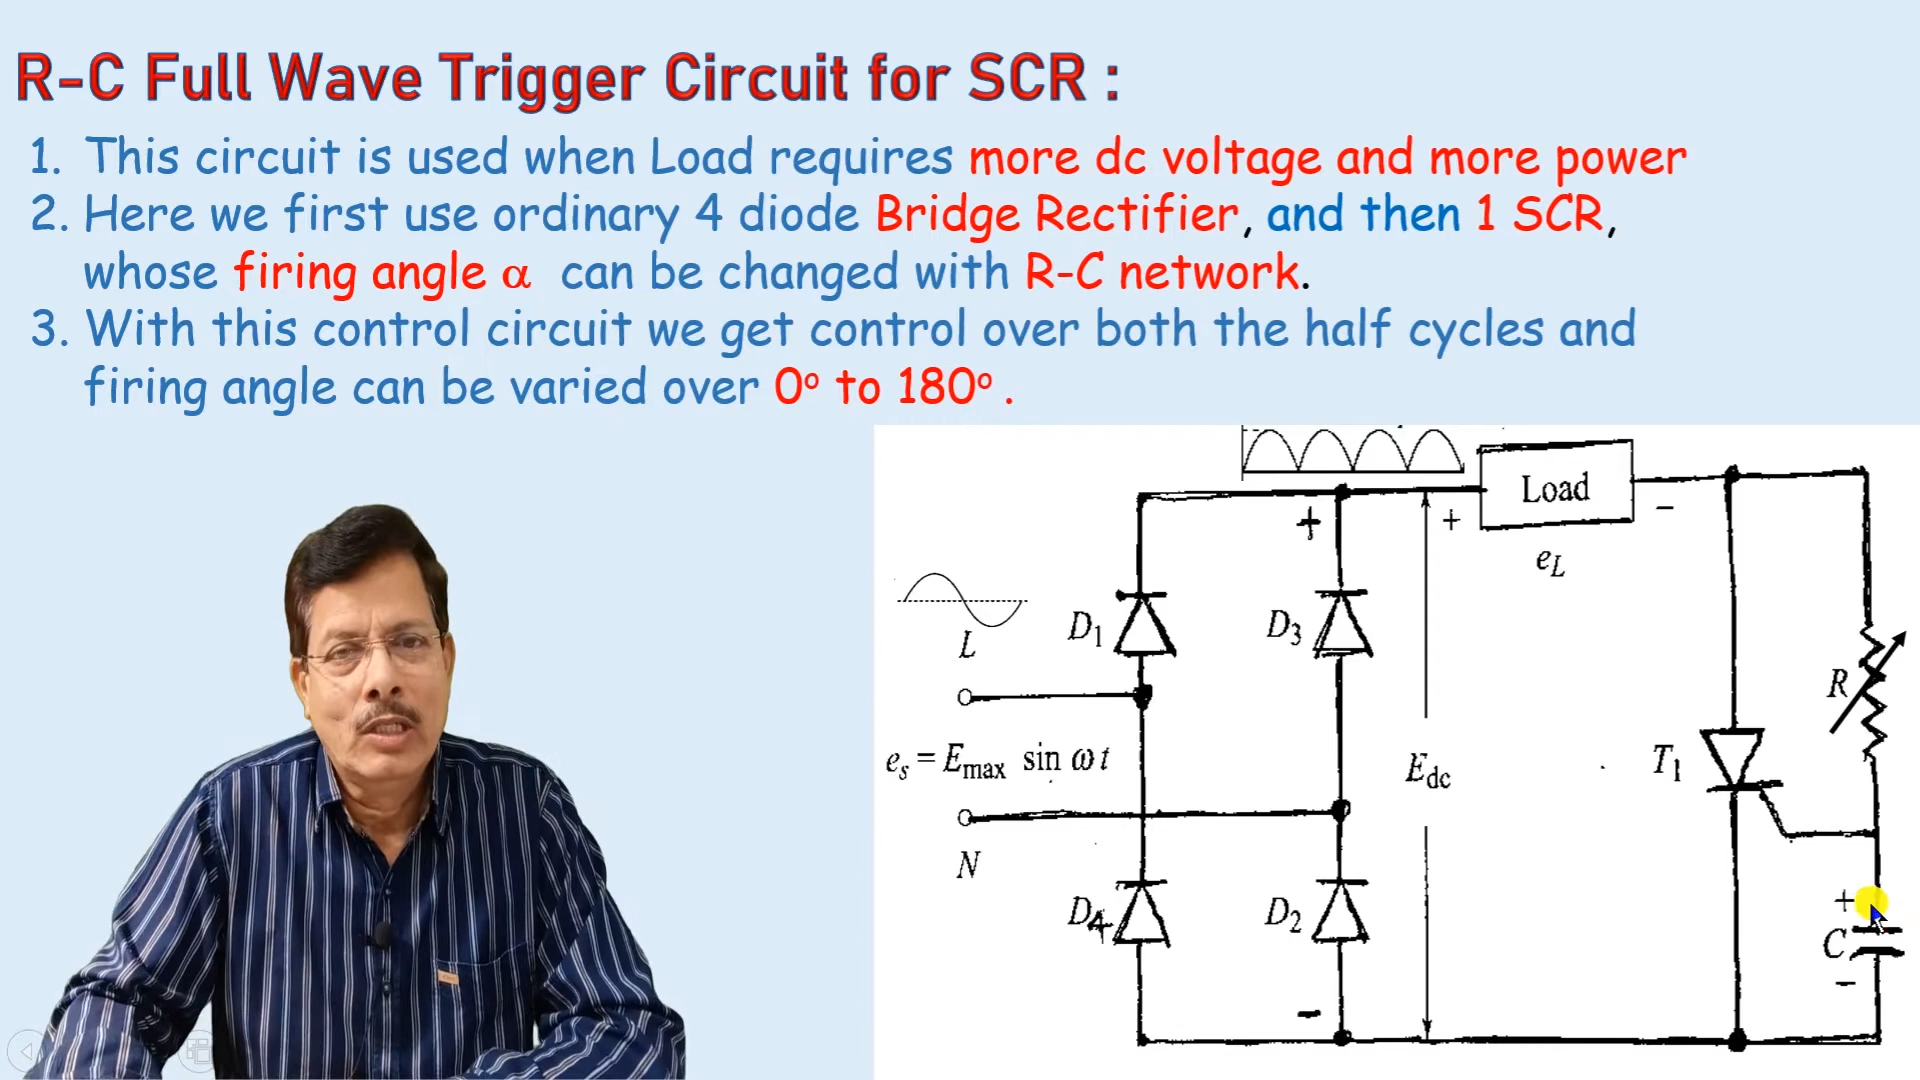 R-C Full Wave Trigger Circuit for SCR :
1. This circuit is used when Load requires more dc voltage and more power
2. Here we first use ordinary 4 diode Bridge Rectifier, and then 1 SCR,
whose firing angle α can be changed with R-C network.
3. With this control circuit we get control over both the half cycles and
firing angle can be varied over 0° to 180° .
Load
+
+
-
e_L
D1
D3
L
R
e_s = E_max sin ω t
E_dc
T1
N
D4
D2
+
C
-
-